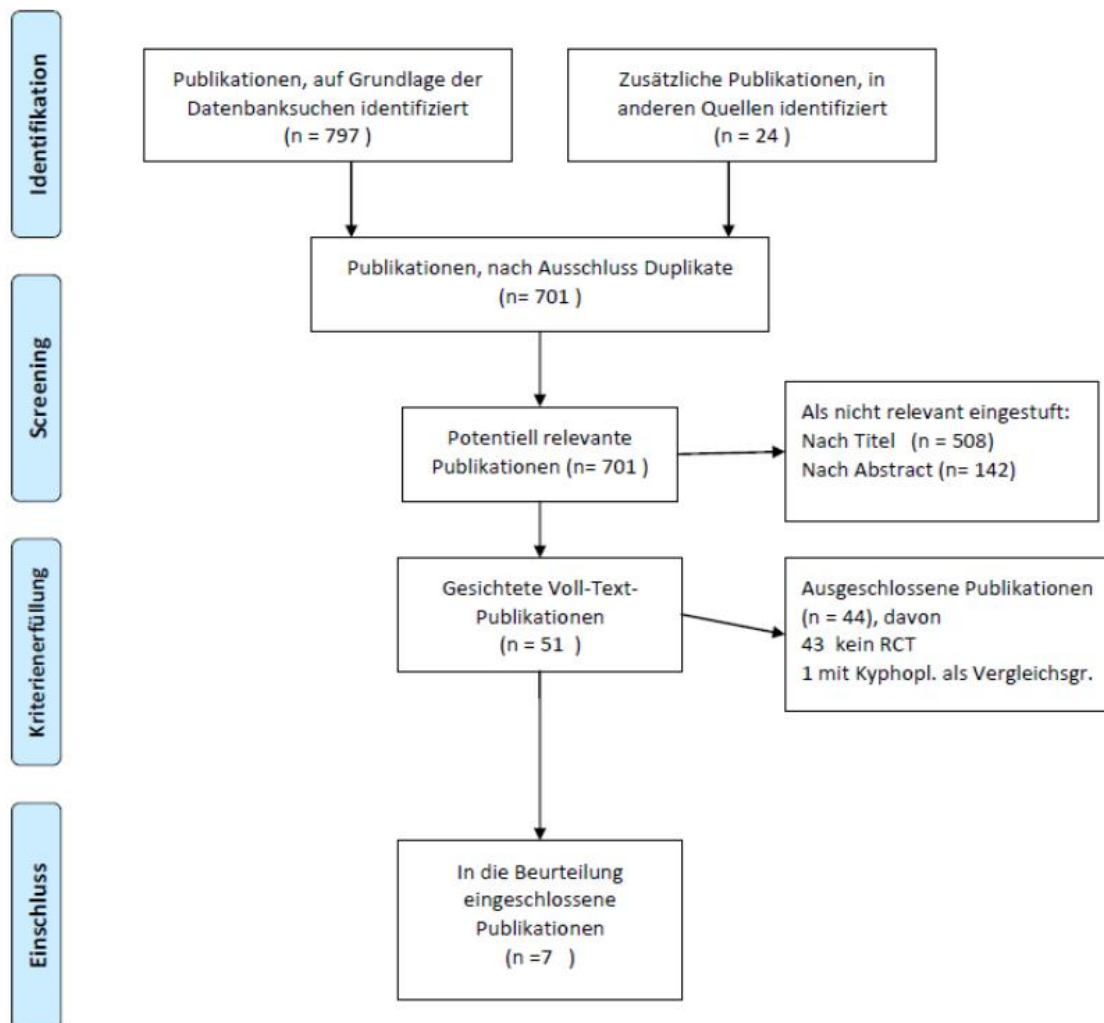 Identifikation
Publikationen, auf Grundlage der
Datenbanksuchen identifiziert
(n = 797 )
Zusätzliche Publikationen, in
anderen Quellen identifiziert
(n = 24 )
Publikationen, nach Ausschluss Duplikate
(n= 701 )
Screening
Potentiell relevante
Publikationen (n= 701 )
Als nicht relevant eingestuft:
Nach Titel (n = 508)
Nach Abstract (n= 142)
Kriterienerfüllung
Gesichtete Voll-Text-
Publikationen
(n = 51 )
Ausgeschlossene Publikationen
(n = 44), davon
43 kein RCT
1 mit Kyphopl. als Vergleichsgr.
Einschluss
In die Beurteilung
eingeschlossene
Publikationen
(n =7 )